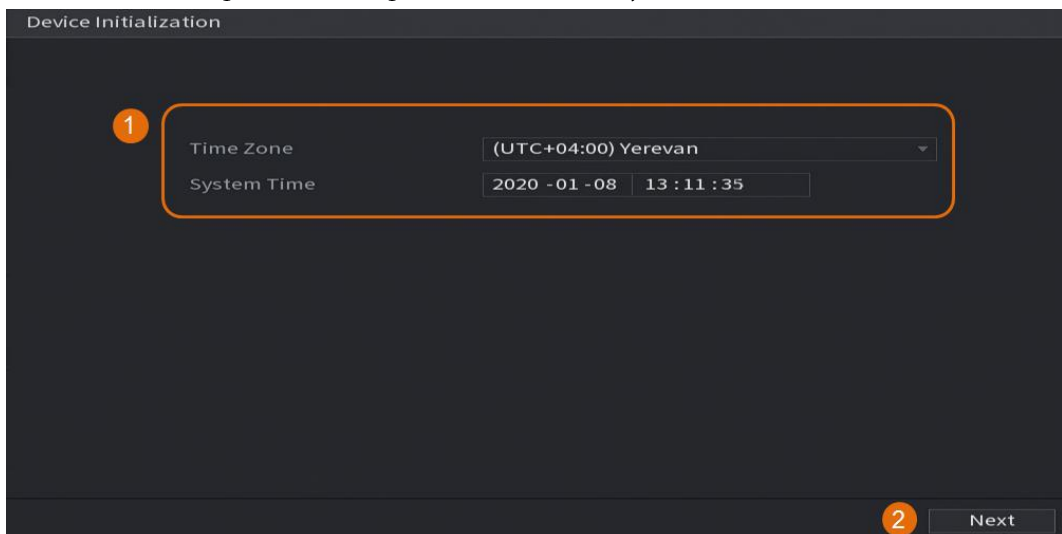 Device Initialization
1
Time Zone (UTC+04:00) Yerevan
System Time 2020 -01 -08 13 : 11 : 35
2 Next